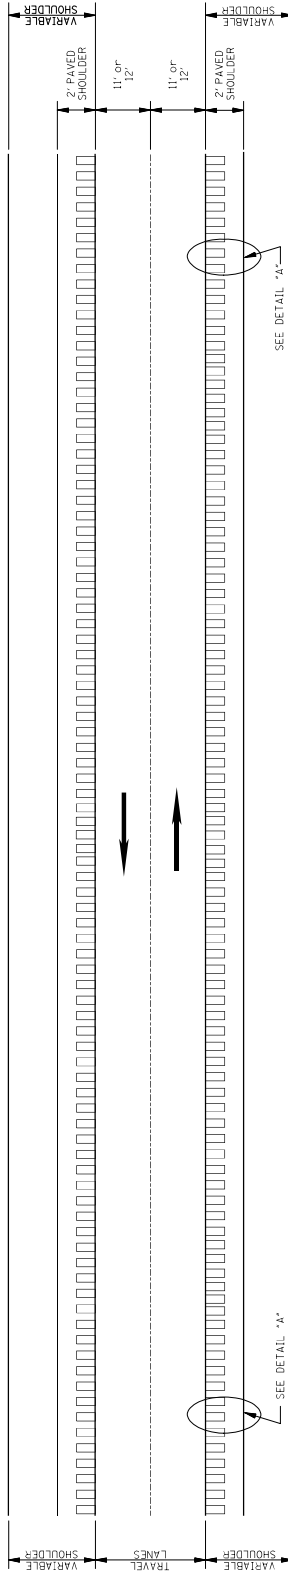 VARIABLE
SHOULDER
2' PAVED
SHOULDER
11' or
12'
11' or
12'
2' PAVED
SHOULDER
VARIABLE
SHOULDER
SEE DETAIL "A"
SEE DETAIL "A"
VARIABLE
SHOULDER
TRAVEL
LANES
VARIABLE
SHOULDER